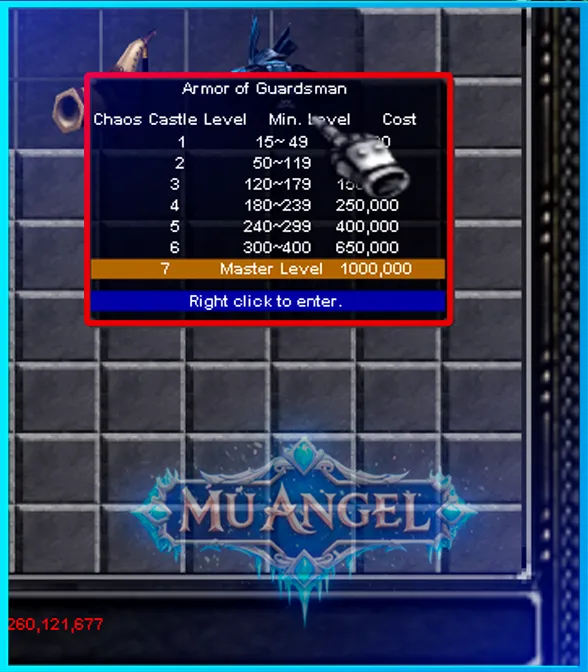 Armor of Guardsman
Chaos Castle Level Min. Level Cost
1 15~ 49
2 50~119
3 120~179
4 180~239 250,000
5 240~299 400,000
6 300~400 650,000
7 Master Level 1000,000
Right click to enter.
MU ANGEL
260,121,677